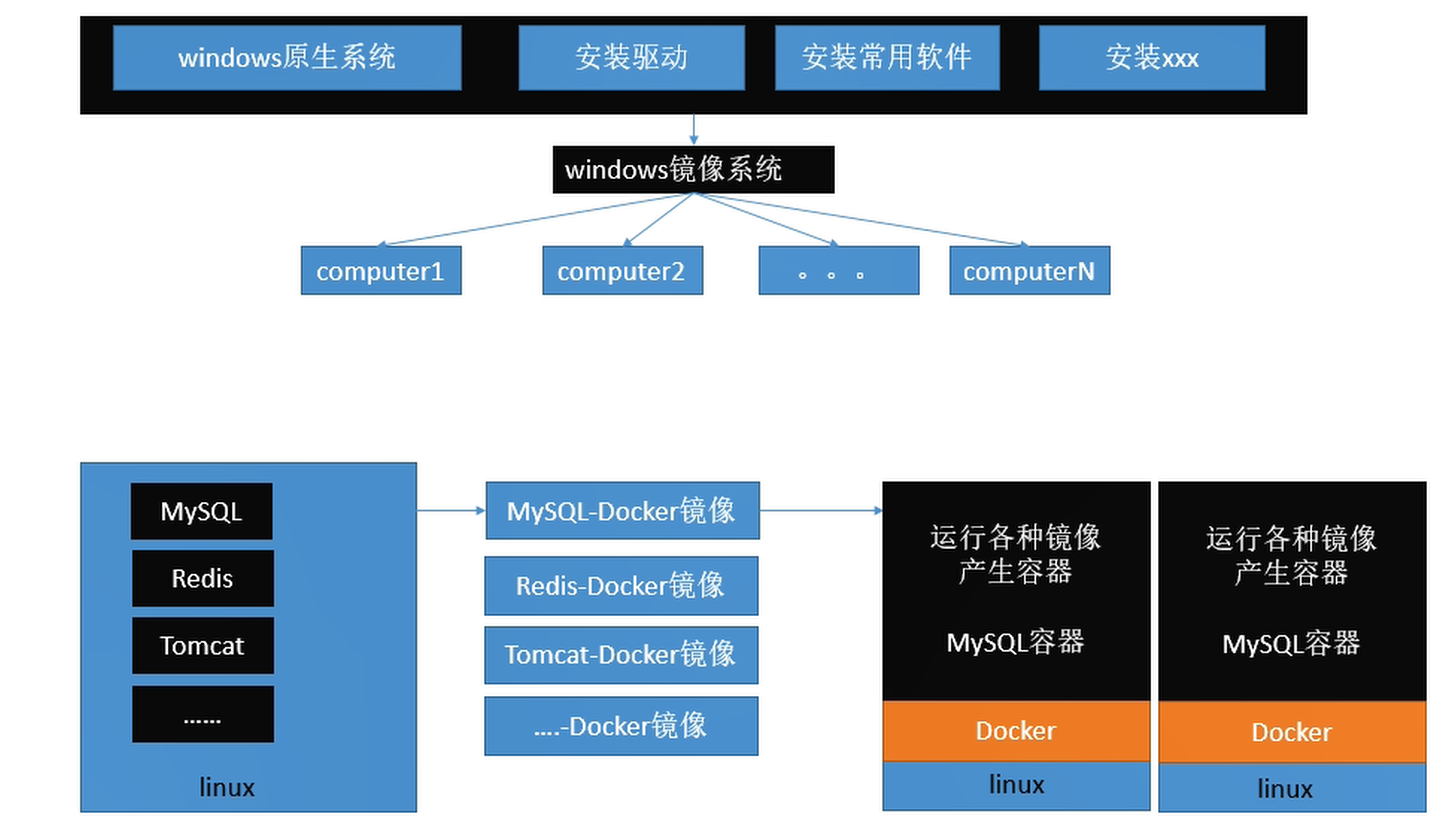 windows原生系统
安装驱动
安装常用软件
安装xxx
windows镜像系统
computer1
computer2
。。。
computerN
MySQL
Redis
Tomcat
……
linux
MySQL-Docker镜像
Redis-Docker镜像
Tomcat-Docker镜像
….-Docker镜像
运行各种镜像
产生容器
MySQL容器
Docker
linux
运行各种镜像
产生容器
MySQL容器
Docker
linux